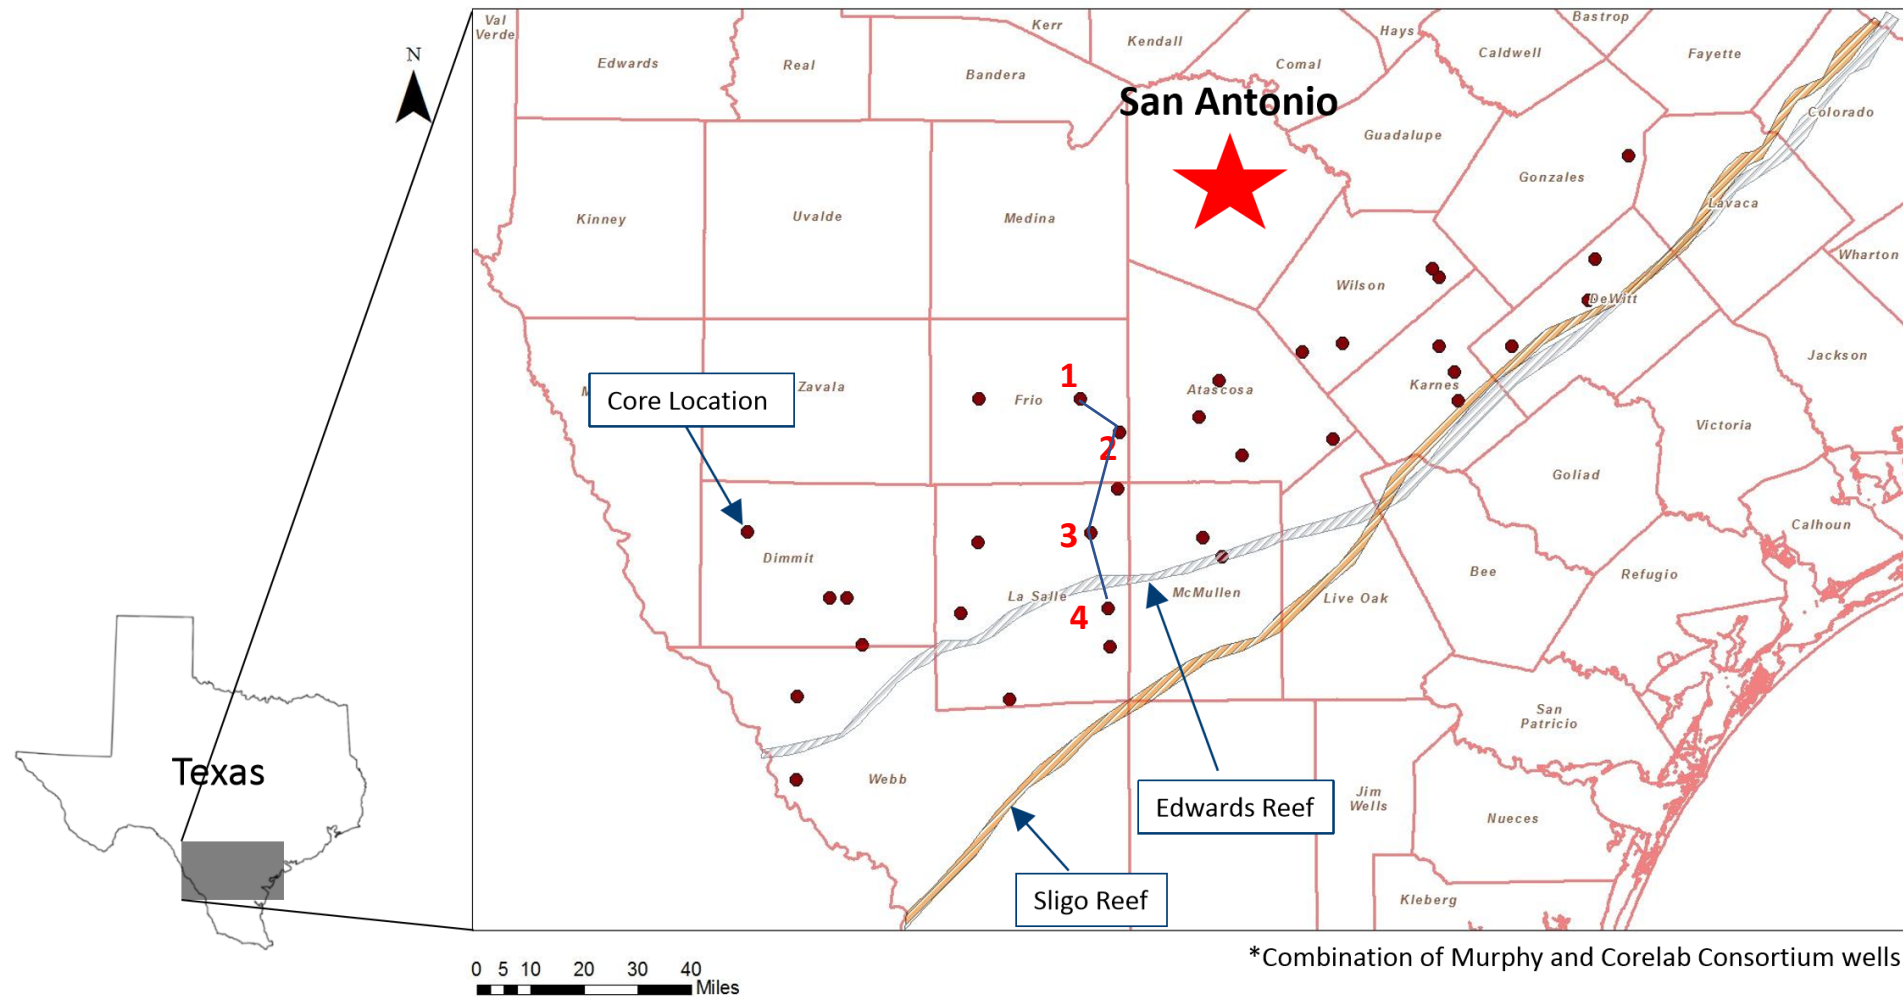 Val
Verde
Kerr
Bastrop
Hays
Kendall
Caldwell
Fayette
N
Edwards
Real
Bandera
Comal
San Antonio
Colorado
Guadalupe
Gonzales
Kinney
Uvalde
Medina
Lavaca
Wharton
Wilson
DeWitt
Jackson
1
Core Location
M
Zavala
Frio
Atascosa
Karnes
2
Victoria
Goliad
3
Calhoun
Dimmit
La Salle
McMullen
Live Oak
Bee
Refugio
4
San
Patricio
Texas
Webb
Edwards Reef
Jim
Wells
Nueces
Sligo Reef
Kleberg
*Combination of Murphy and Corelab Consortium wells
0 5 10 20 30 40
Miles